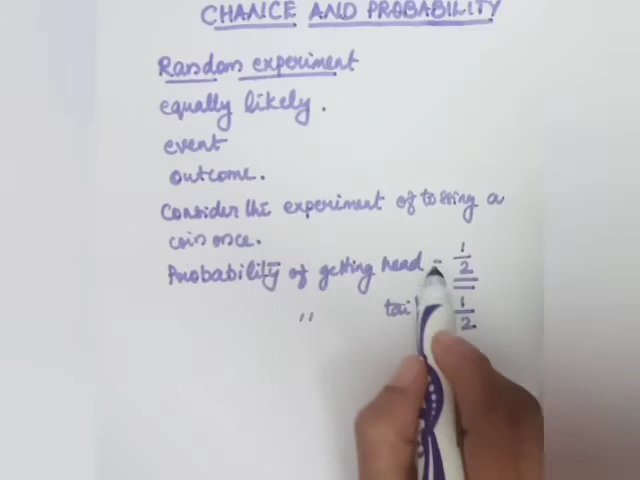 CHANCE AND PROBABILITY
Random experiment
equally likely.
event
outcome.
Consider the experiment of tossing a
coin once.
Probability of getting head = 1/2
" tai 1/2